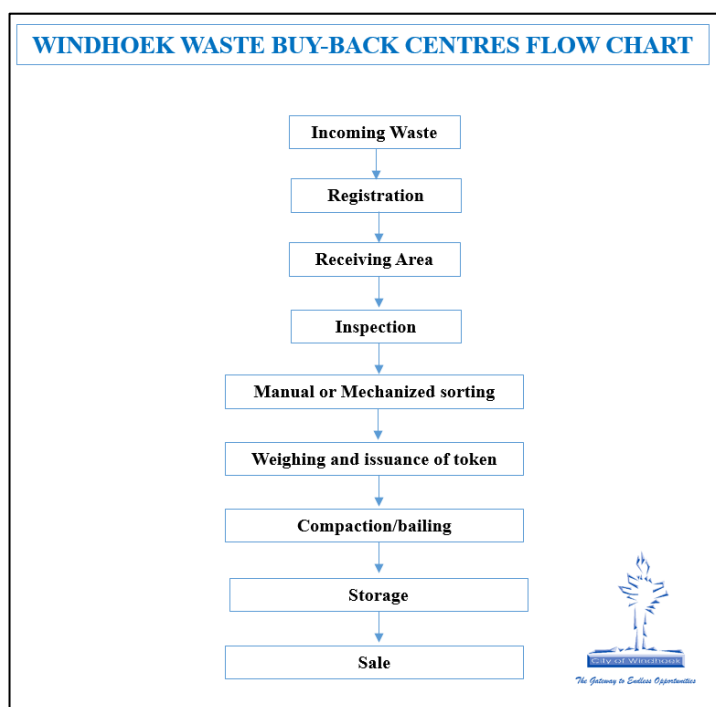 WINDHOEK WASTE BUY-BACK CENTRES FLOW CHART
Incoming Waste
Registration
Receiving Area
Inspection
Manual or Mechanized sorting
Weighing and issuance of token
Compaction/bailing
Storage
Sale
City of Windhoek
The Gateway to Endless Opportunities